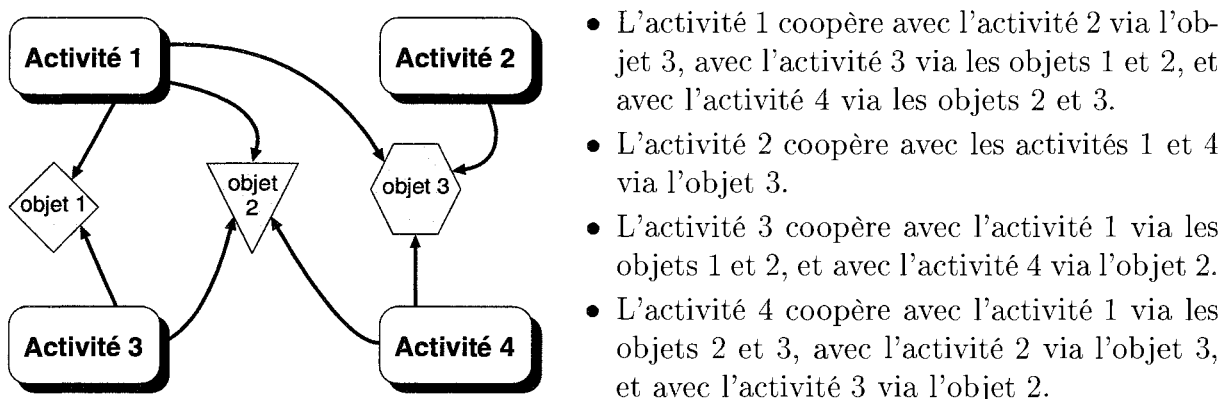 Activité 1
Activité 2
objet 1
objet
2
objet 3
Activité 3
Activité 4
• L'activité 1 coopère avec l'activité 2 via l'ob-
jet 3, avec l'activité 3 via les objets 1 et 2, et
avec l'activité 4 via les objets 2 et 3.
• L'activité 2 coopère avec les activités 1 et 4
via l'objet 3.
• L'activité 3 coopère avec l'activité 1 via les
objets 1 et 2, et avec l'activité 4 via l'objet 2.
• L'activité 4 coopère avec l'activité 1 via les
objets 2 et 3, avec l'activité 2 via l'objet 3,
et avec l'activité 3 via l'objet 2.